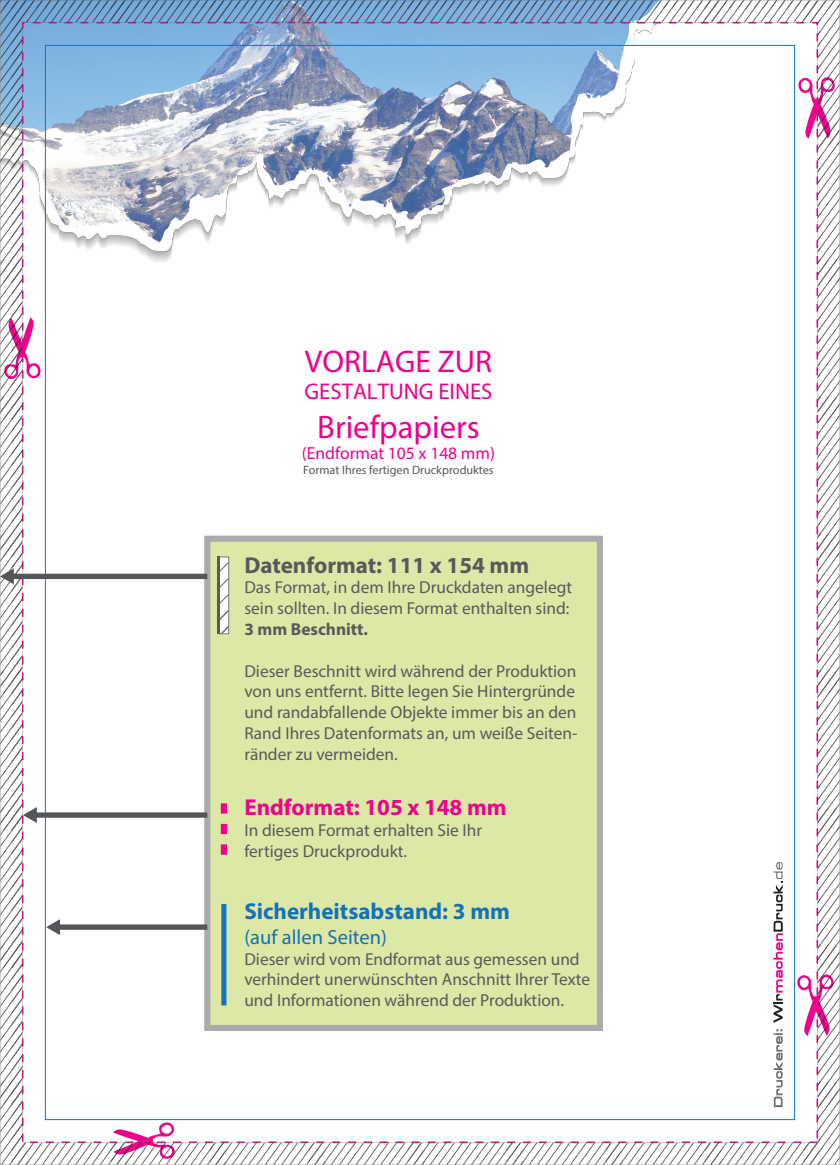 VORLAGE ZUR
GESTALTUNG EINES
Briefpapiers
(Endformat 105 x 148 mm)
Format Ihres fertigen Druckproduktes
Datenformat: 111 x 154 mm
Das Format, in dem Ihre Druckdaten angelegt
sein sollten. In diesem Format enthalten sind:
3 mm Beschnitt.
Dieser Beschnitt wird während der Produktion
von uns entfernt. Bitte legen Sie Hintergründe
und randabfallende Objekte immer bis an den
Rand Ihres Datenformats an, um weiße Seiten-
ränder zu vermeiden.
Endformat: 105 x 148 mm
In diesem Format erhalten Sie Ihr
fertiges Druckprodukt.
Sicherheitsabstand: 3 mm
(auf allen Seiten)
Dieser wird vom Endformat aus gemessen und
verhindert unerwünschten Anschnitt Ihrer Texte
und Informationen während der Produktion.
Druckerei: WIrmachenDruck.de